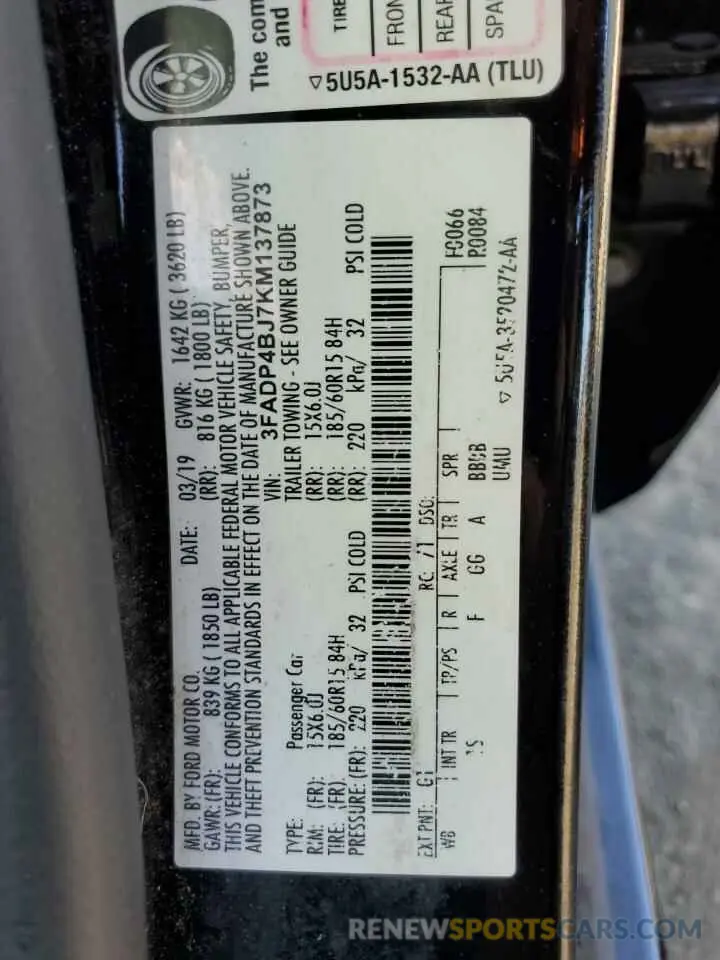 The com
and
TIRE
FRON
REAR
SPA
▽ 5U5A-1532-AA (TLU)
MFD. BY FORD MOTOR CO. DATE: 03/19 GVWR: 1642 KG ( 3620 LB)
GAWR: (FR): 839 KG ( 1850 LB) (RR): 816 KG ( 1800 LB)
THIS VEHICLE CONFORMS TO ALL APPLICABLE FEDERAL MOTOR VEHICLE SAFETY, BUMPER,
AND THEFT PREVENTION STANDARDS IN EFFECT ON THE DATE OF MANUFACTURE SHOWN ABOVE.
VIN: 3FADP4BJ7KM137873
TYPE: Passenger Car TRAILER TOWING - SEE OWNER GUIDE
RIM: (FR): 15X6.0J (RR): 15X6.0J
TIRE: (FR): 185/60R15 84H (RR): 185/60R15 84H
PRESSURE: (FR): 220 kPa/ 32 PSI COLD (RR): 220 kPa/ 32 PSI COLD
EXT PNT: G1 RC: 71 DSO: F0066
WB INT TR TP/PS R AXLE TR SPR R0084
F GG A BBGB
UMU
RENEWSPORTSCARS.COM